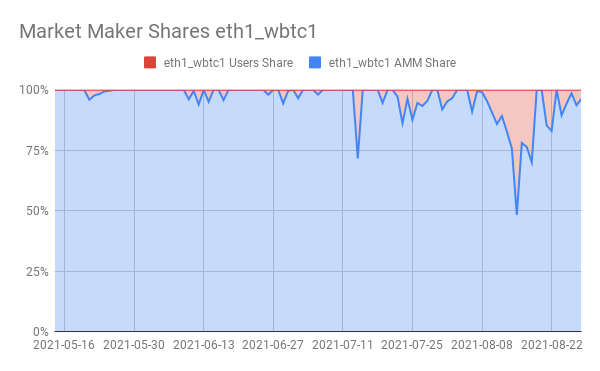 Market Maker Shares eth1_wbtc1
eth1_wbtc1 Users Share eth1_wbtc1 AMM Share
100%
75%
50%
25%
0%
2021-05-16 2021-05-30 2021-06-13 2021-06-27 2021-07-11 2021-07-25 2021-08-08 2021-08-22